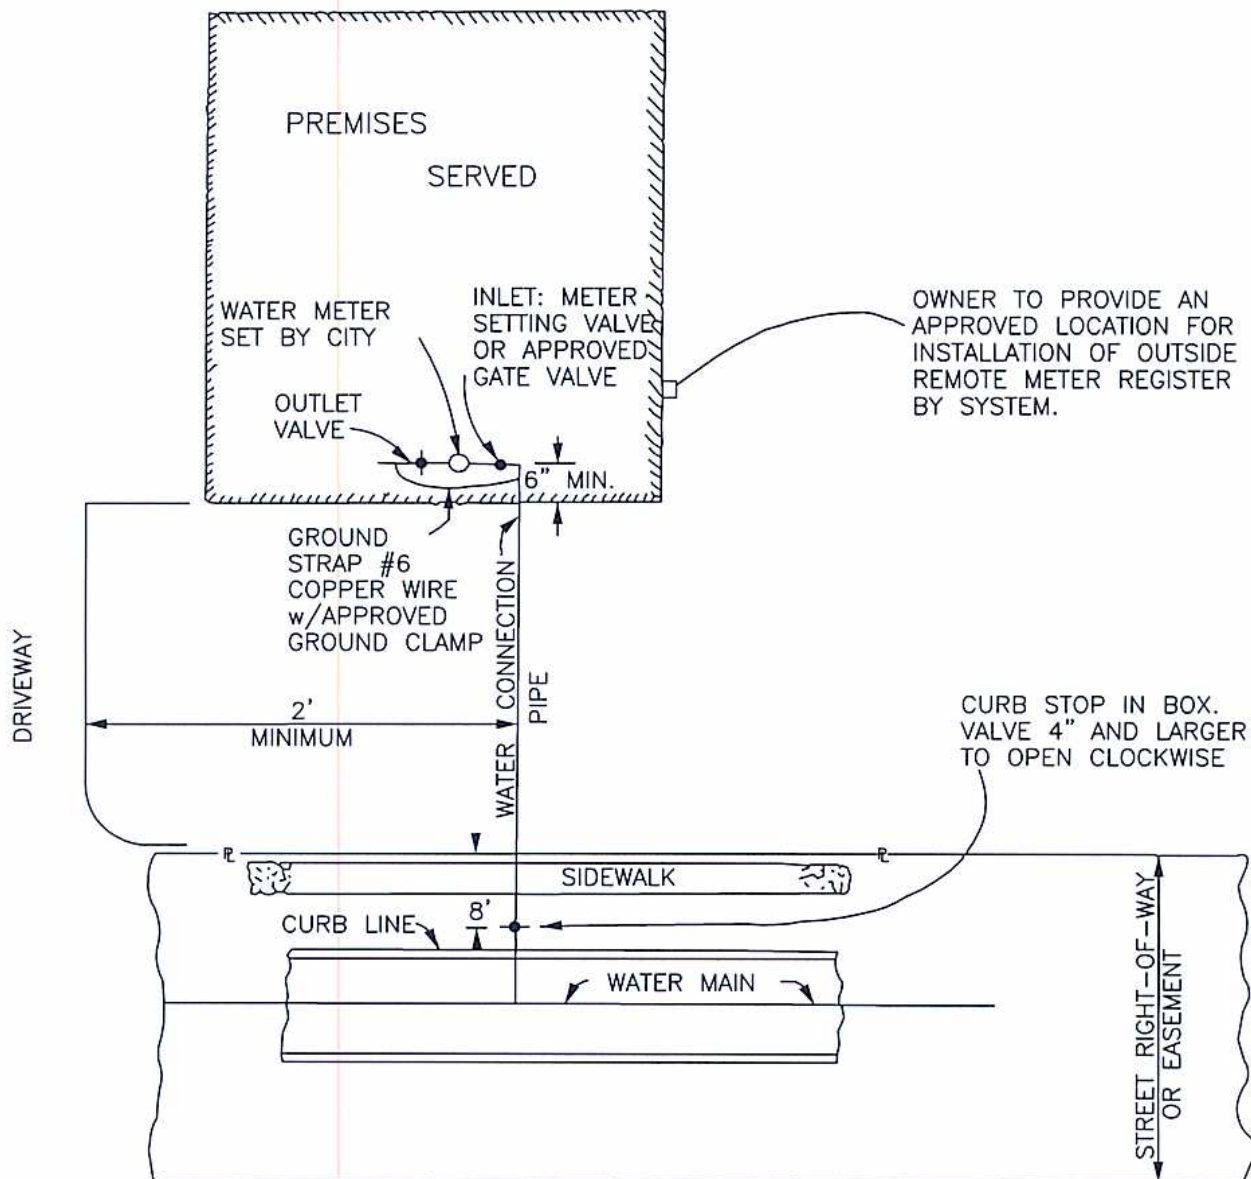 PREMISES
SERVED
WATER METER
SET BY CITY
INLET: METER
SETTING VALVE
OR APPROVED
GATE VALVE
OWNER TO PROVIDE AN
APPROVED LOCATION FOR
INSTALLATION OF OUTSIDE
REMOTE METER REGISTER
BY SYSTEM.
OUTLET
VALVE
6" MIN.
GROUND
STRAP #6
COPPER WIRE
w/APPROVED
GROUND CLAMP
WATER CONNECTION
PIPE
DRIVEWAY
2'
MINIMUM
CURB STOP IN BOX.
VALVE 4" AND LARGER
TO OPEN CLOCKWISE
PL
PL
SIDEWALK
8'
CURB LINE
WATER MAIN
STREET RIGHT-OF-WAY
OR EASEMENT